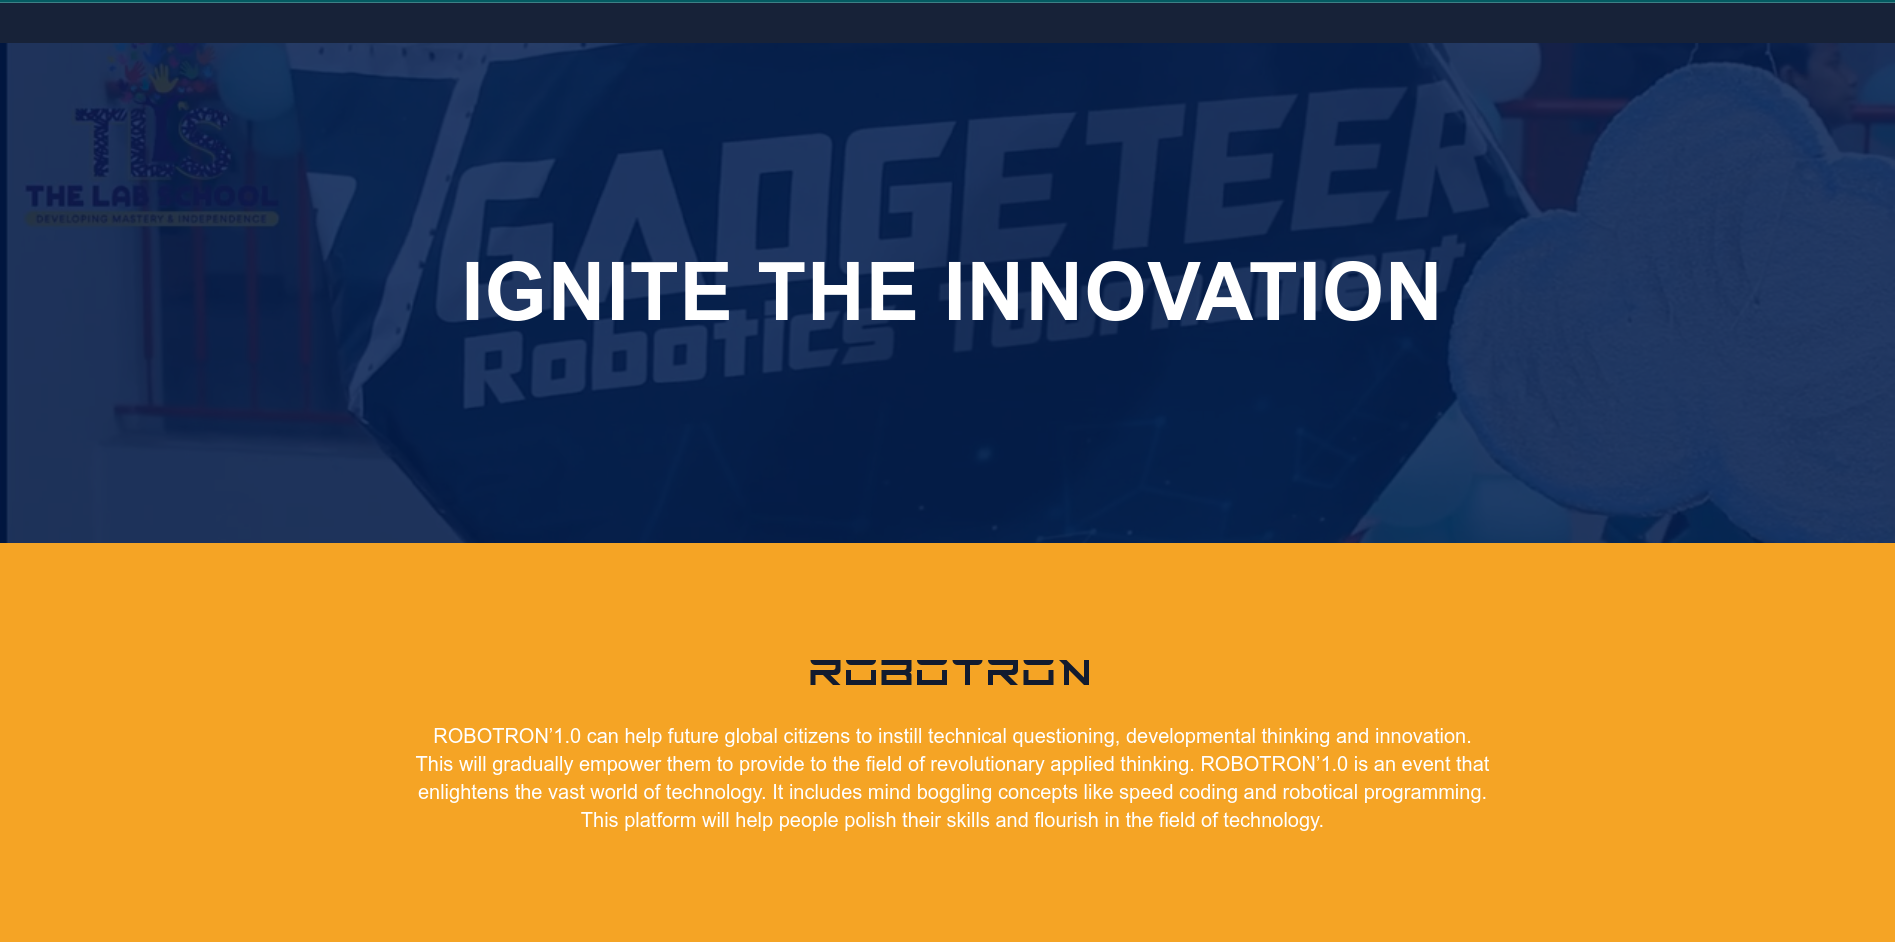 TLS
THE LAB SCHOOL
DEVELOPING MASTERY & INDEPENDENCE
GADGETEER
Robotics Tournament
IGNITE THE INNOVATION
ROBOTRON
ROBOTRON’1.0 can help future global citizens to instill technical questioning, developmental thinking and innovation.
This will gradually empower them to provide to the field of revolutionary applied thinking. ROBOTRON’1.0 is an event that
enlightens the vast world of technology. It includes mind boggling concepts like speed coding and robotical programming.
This platform will help people polish their skills and flourish in the field of technology.